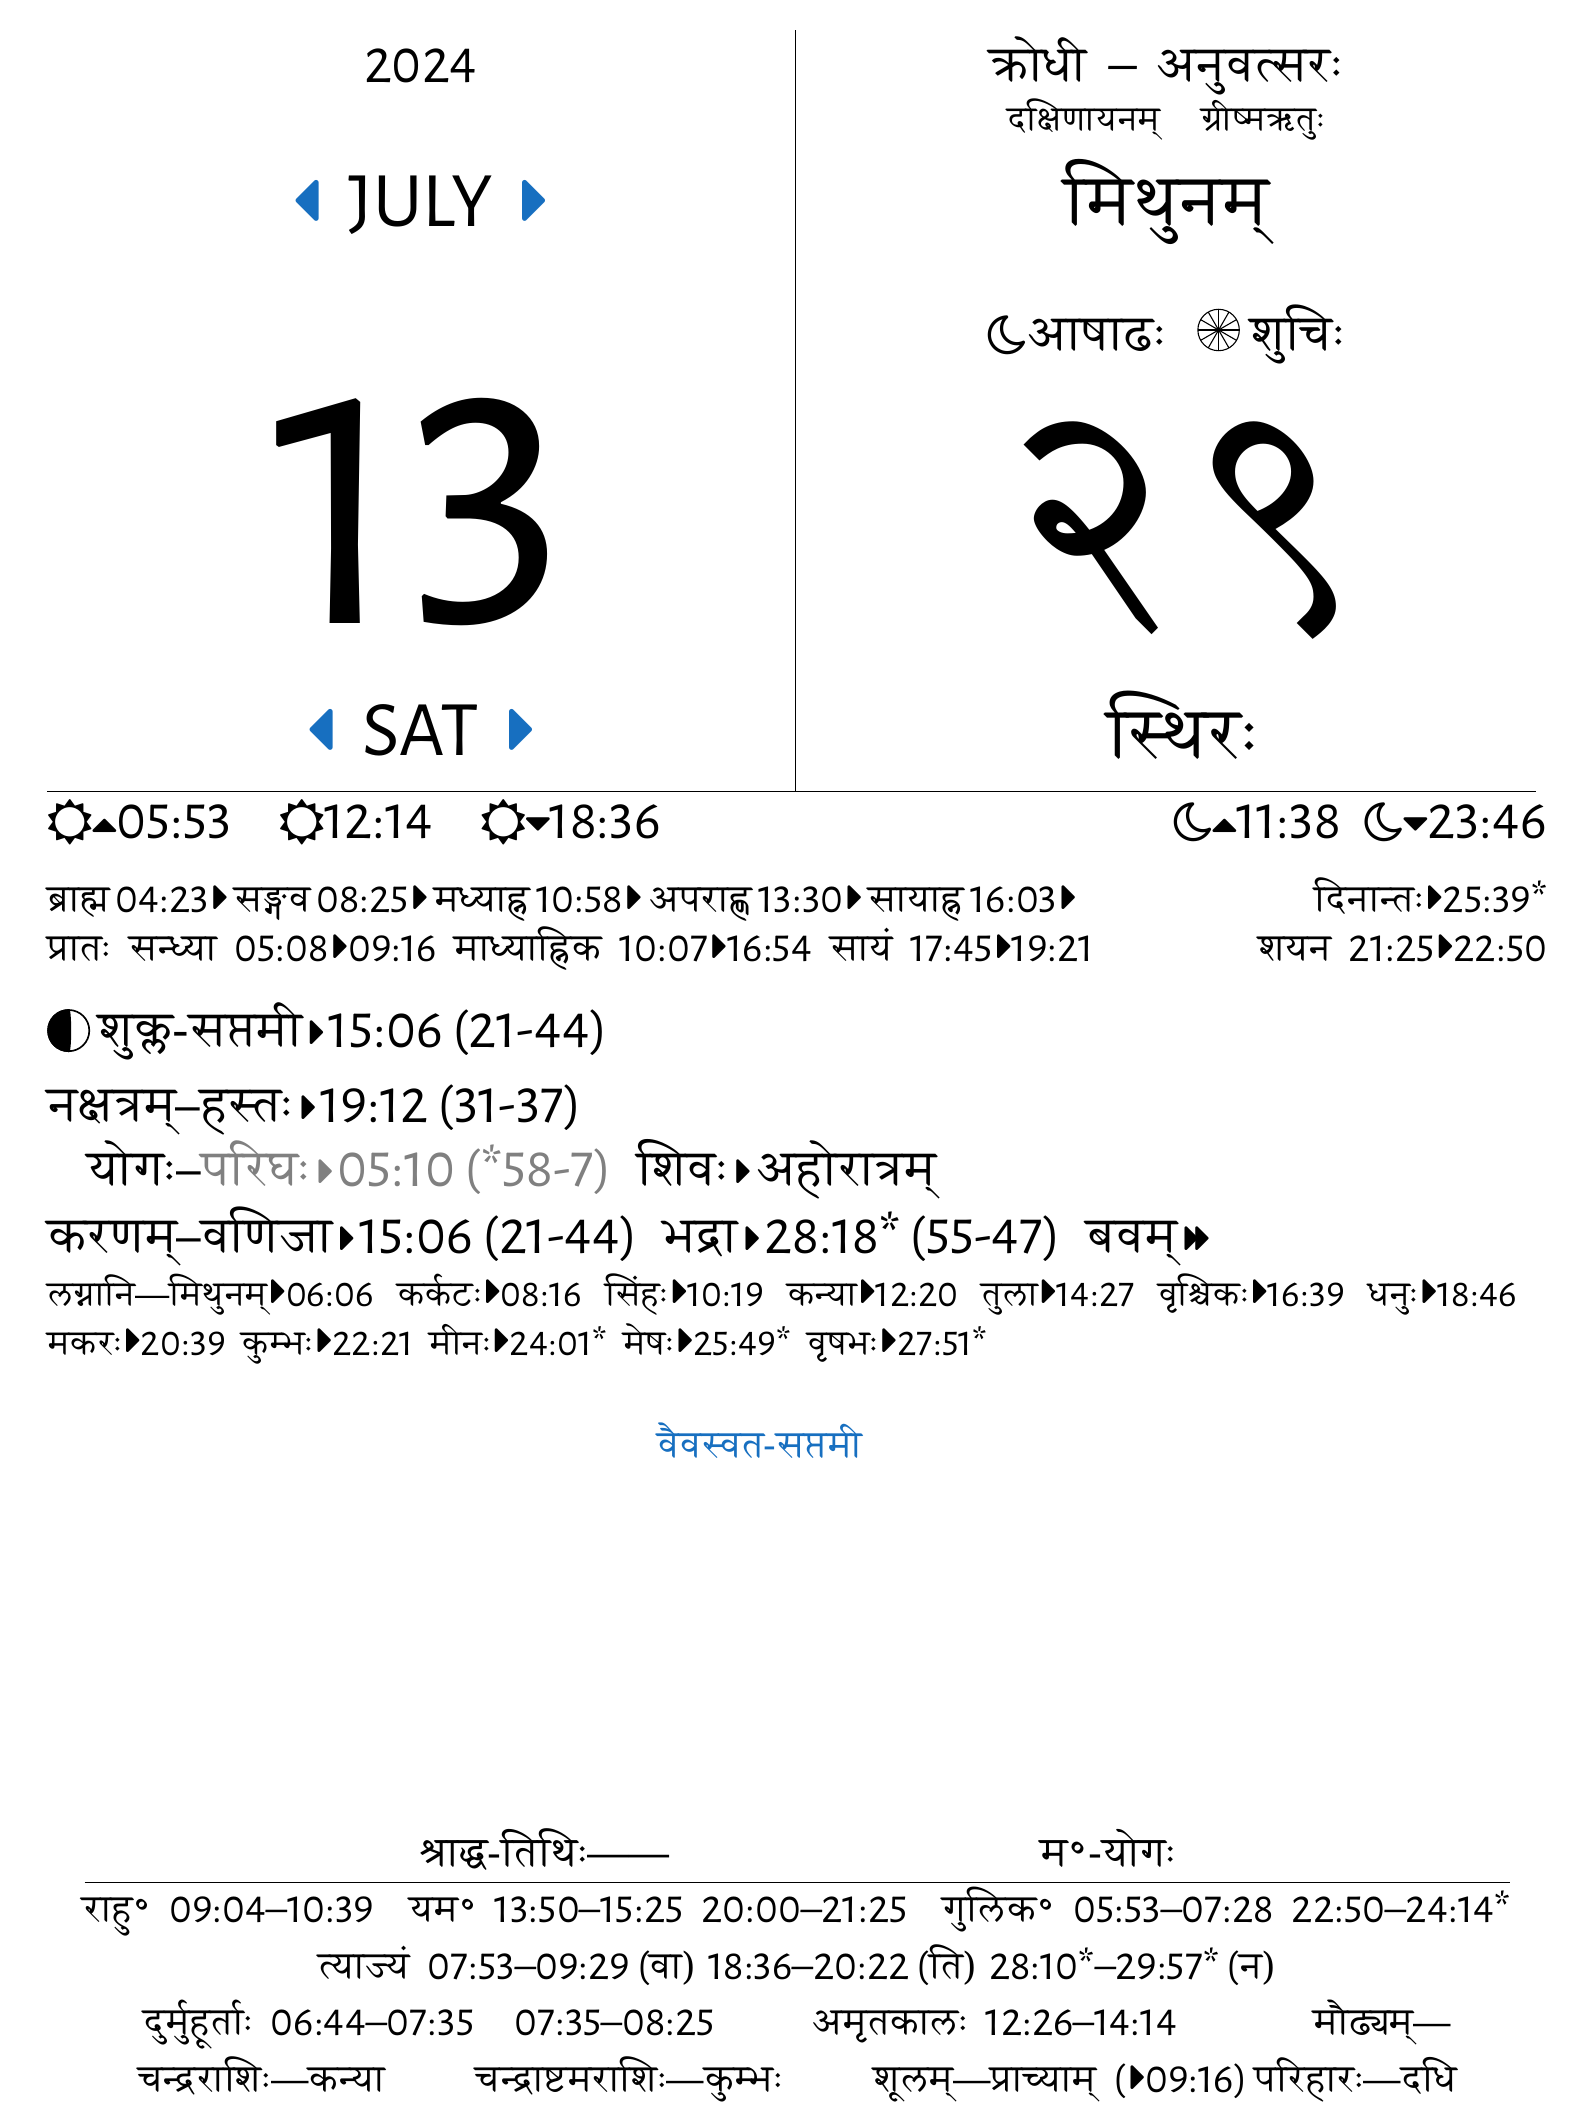 2024
JULY
13
SAT
क्रोधी – अनुवत्सरः
दक्षिणायनम् ग्रीष्मऋतुः
मिथुनम्
आषाढः शुचिः
२९
स्थिरः
05:53 12:14 18:36 11:38 23:46
ब्राह्म 04:23 सङ्गव 08:25 मध्याह्न 10:58 अपराह्ण 13:30 सायाह्न 16:03 दिनान्तः 25:39*
प्रातः सन्ध्या 05:08 09:16 माध्याह्निक 10:07 16:54 सायं 17:45 19:21 शयन 21:25 22:50
शुक्ल-सप्तमी 15:06 (21-44)
नक्षत्रम्–हस्तः 19:12 (31-37)
योगः–परिघः 05:10 (*58-7) शिवः अहोरात्रम्
करणम्–वणिजा 15:06 (21-44) भद्रा 28:18* (55-47) बवम्
लग्नानि—मिथुनम् 06:06 कर्कटः 08:16 सिंहः 10:19 कन्या 12:20 तुला 14:27 वृश्चिकः 16:39 धनुः 18:46
मकरः 20:39 कुम्भः 22:21 मीनः 24:01* मेषः 25:49* वृषभः 27:51*
वैवस्वत-सप्तमी
श्राद्ध-तिथिः—— म॰-योगः
राहु॰ 09:04–10:39 यम॰ 13:50–15:25 20:00–21:25 गुलिक॰ 05:53–07:28 22:50–24:14*
त्याज्यं 07:53–09:29 (वा) 18:36–20:22 (ति) 28:10*–29:57* (न)
दुर्मुहूर्ताः 06:44–07:35 07:35–08:25 अमृतकालः 12:26–14:14 मौढ्यम्—
चन्द्रराशिः—कन्या चन्द्राष्टमराशिः—कुम्भः शूलम्—प्राच्याम् (09:16) परिहारः—दधि